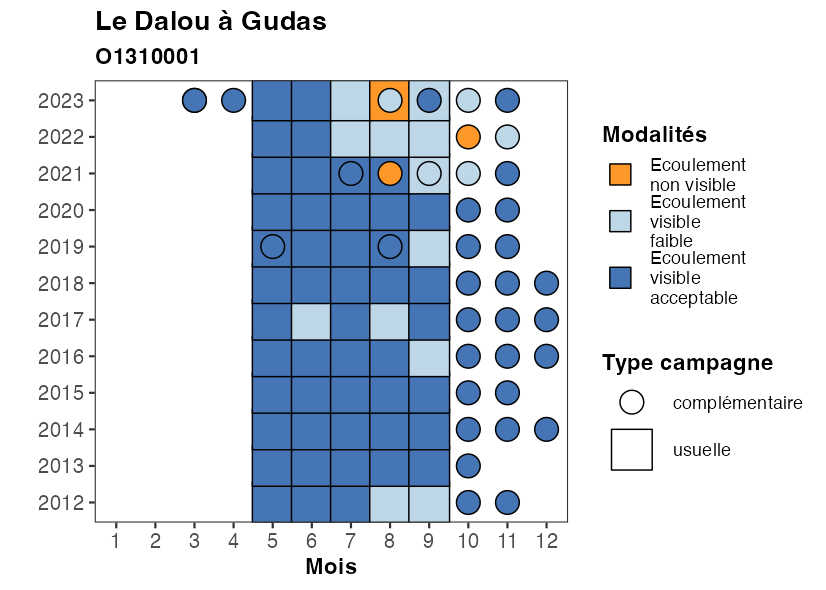 Le Dalou à Gudas
O1310001
2023
2022
2021
2020
2019
2018
2017
2016
2015
2014
2013
2012
1 2 3 4 5 6 7 8 9 10 11 12
Mois
Modalités
Ecoulement
non visible
Ecoulement
visible
faible
Ecoulement
visible
acceptable
Type campagne
complémentaire
usuelle